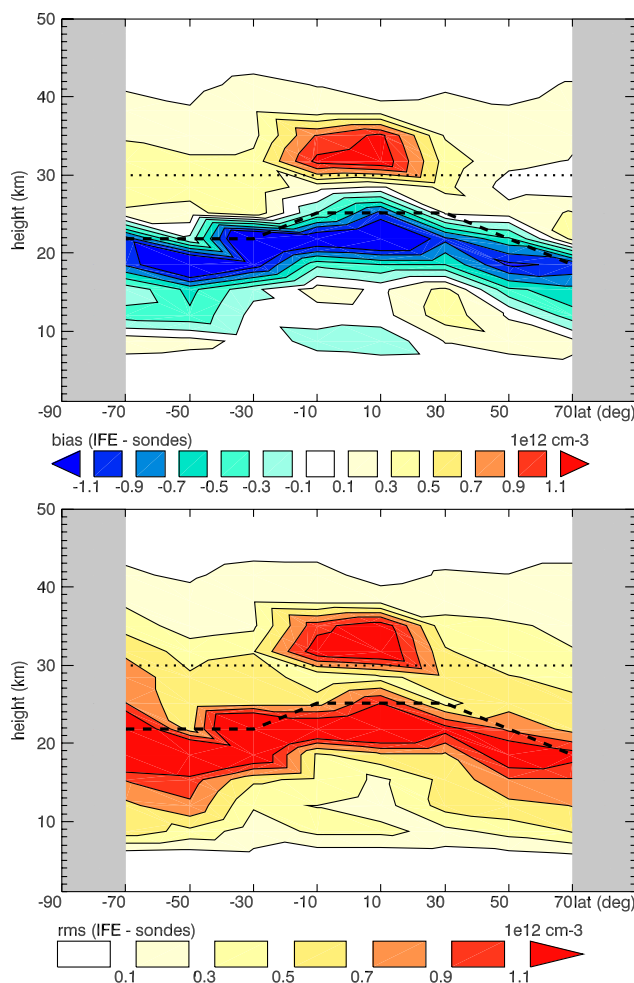 50
40
30
20
10
height (km)
-90 -70 -50 -30 -10 10 30 50 70 lat (deg)
bias (IFE - sondes) 1e12 cm-3
-1.1 -0.9 -0.7 -0.5 -0.3 -0.1 0.1 0.3 0.5 0.7 0.9 1.1
50
40
30
20
10
height (km)
-90 -70 -50 -30 -10 10 30 50 70 lat (deg)
rms (IFE - sondes) 1e12 cm-3
0.1 0.3 0.5 0.7 0.9 1.1